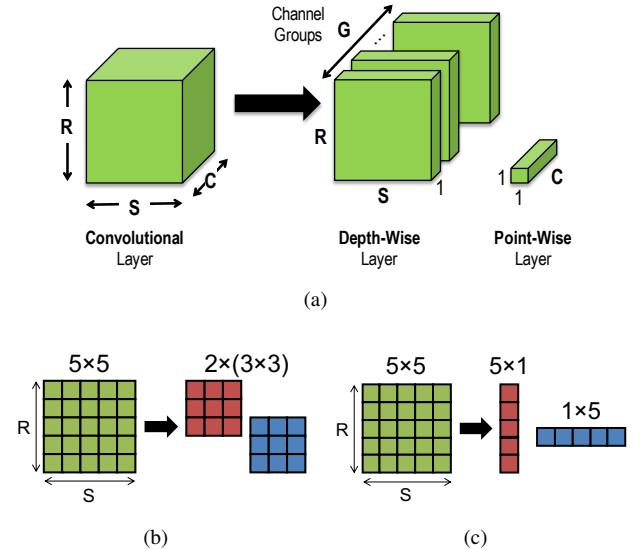 Channel
Groups
G
...
R
R
C
S
S
1
1
1
C
Convolutional
Layer
Depth-Wise
Layer
Point-Wise
Layer
(a)
5×5
2×(3×3)
R
S
(b)
5×5
5×1
1×5
R
S
(c)